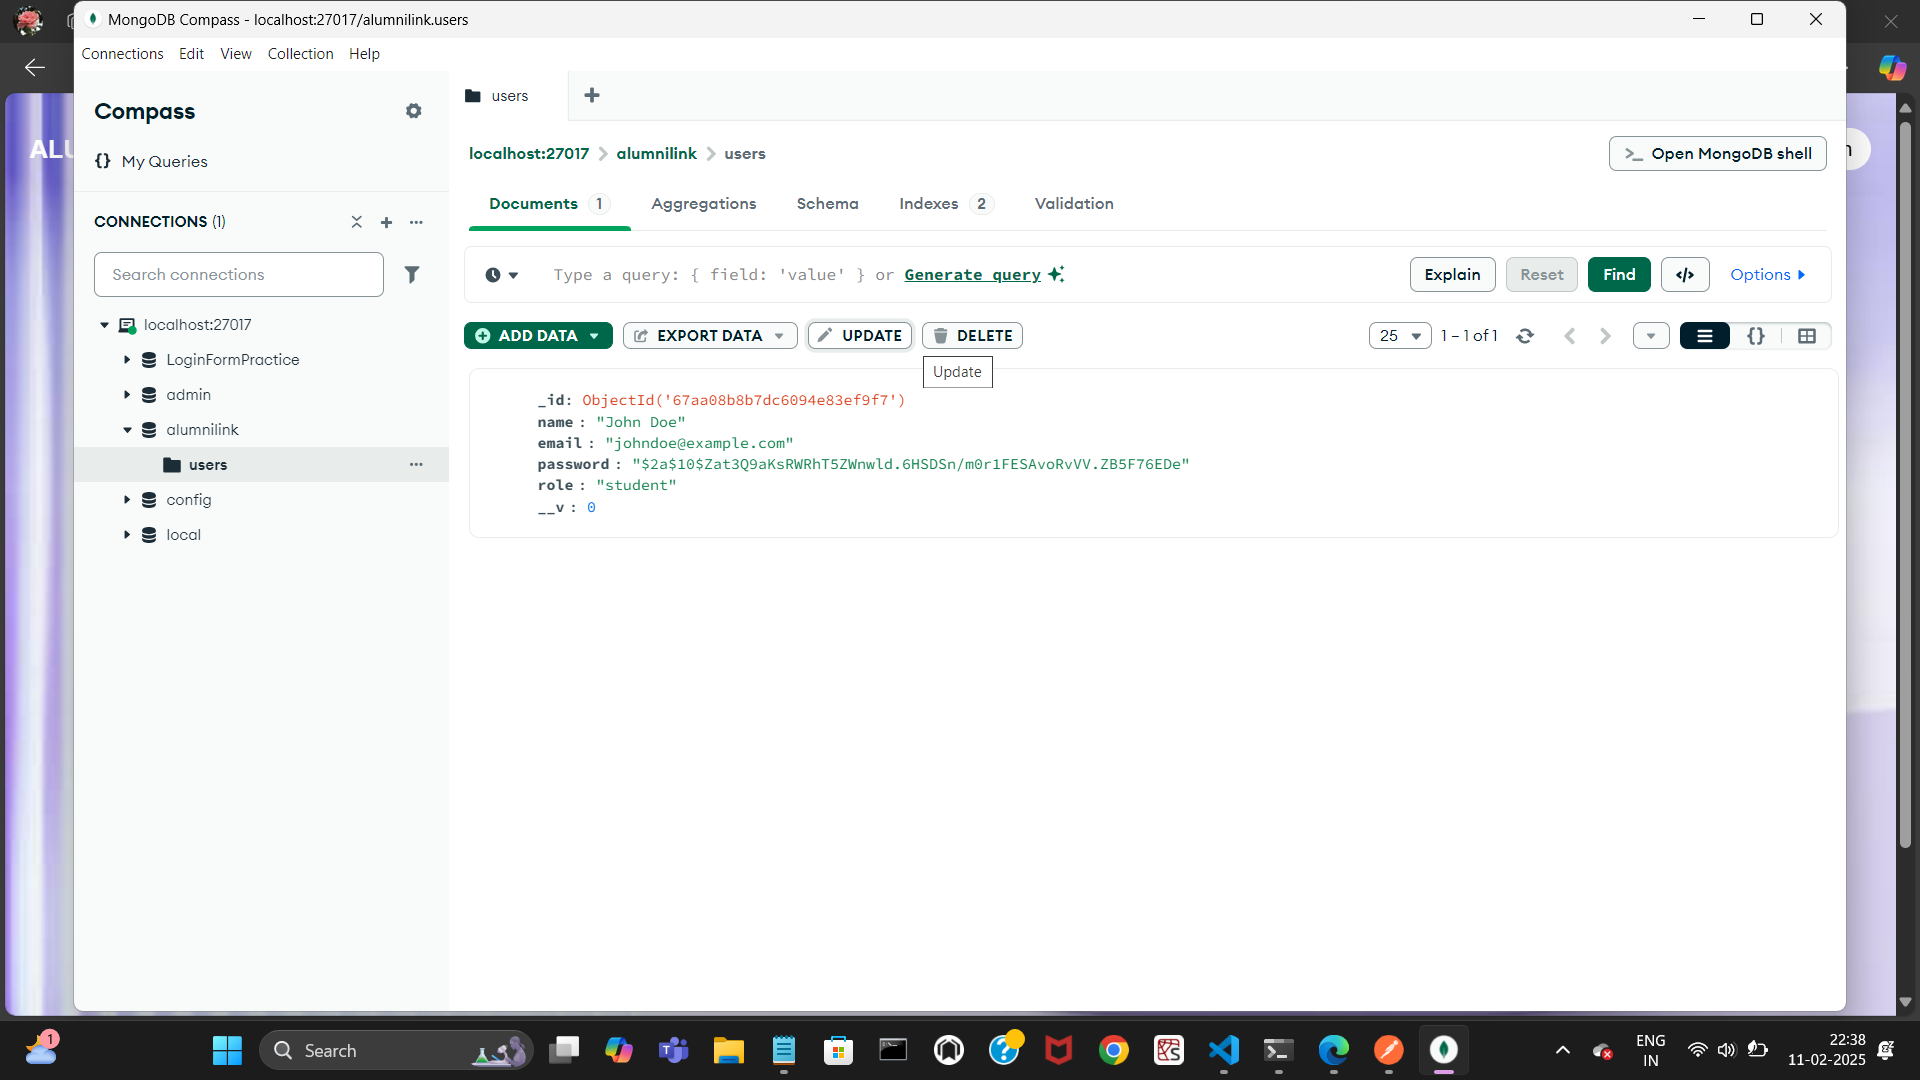 MongoDB Compass - localhost:27017/alumnilink.users
Connections Edit View Collection Help
Compass
users
{} My Queries
localhost:27017 > alumnilink > users
>_ Open MongoDB shell
CONNECTIONS (1)
Documents 1 Aggregations Schema Indexes 2 Validation
Search connections
Type a query: { field: 'value' } or Generate query
Explain Reset Find </> Options
ADD DATA EXPORT DATA UPDATE DELETE
25 1 – 1 of 1 {}
Update
localhost:27017
LoginFormPractice
admin
alumnilink
users
config
local
_id: ObjectId('67aa08b8b7dc6094e83ef9f7')
name : "John Doe"
email : "johndoe@example.com"
password : "$2a$10$Zat3Q9aKsRWRhT5ZWnwld.6HSDSn/m0r1FESAvoRvVV.ZB5F76EDe"
role : "student"
__v : 0
1
Search
ENG
IN
22:38
11-02-2025